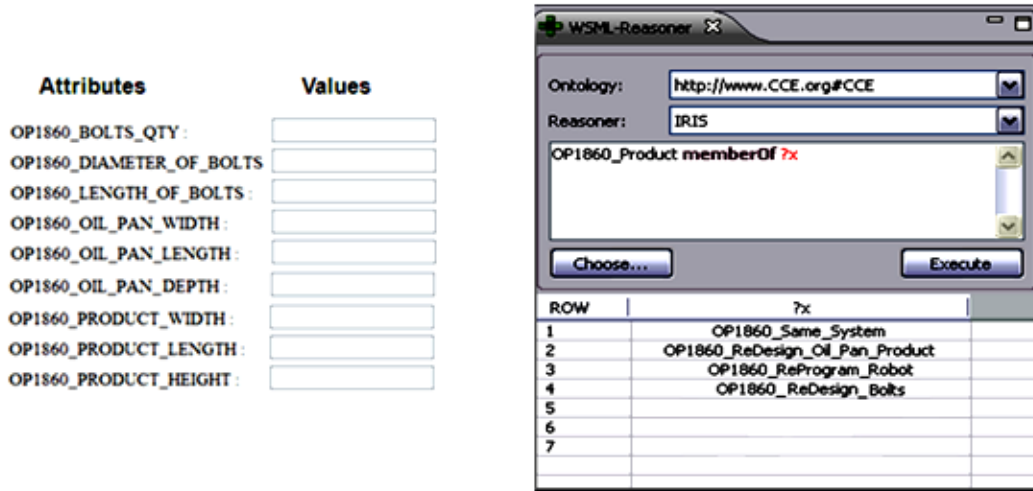 Attributes Values
OP1860_BOLTS_QTY :
OP1860_DIAMETER_OF_BOLTS
OP1860_LENGTH_OF_BOLTS :
OP1860_OIL_PAN_WIDTH :
OP1860_OIL_PAN_LENGTH :
OP1860_OIL_PAN_DEPTH :
OP1860_PRODUCT_WIDTH :
OP1860_PRODUCT_LENGTH :
OP1860_PRODUCT_HEIGHT :
WSML-Reasoner
Ontology: http://www.CCE.org#CCE
Reasoner: IRIS
OP1860_Product memberOf ?x
Choose... Execute
ROW ?x
1 OP1860_Same_System
2 OP1860_ReDesign_Oil_Pan_Product
3 OP1860_ReProgram_Robot
4 OP1860_ReDesign_Bolts
5
6
7